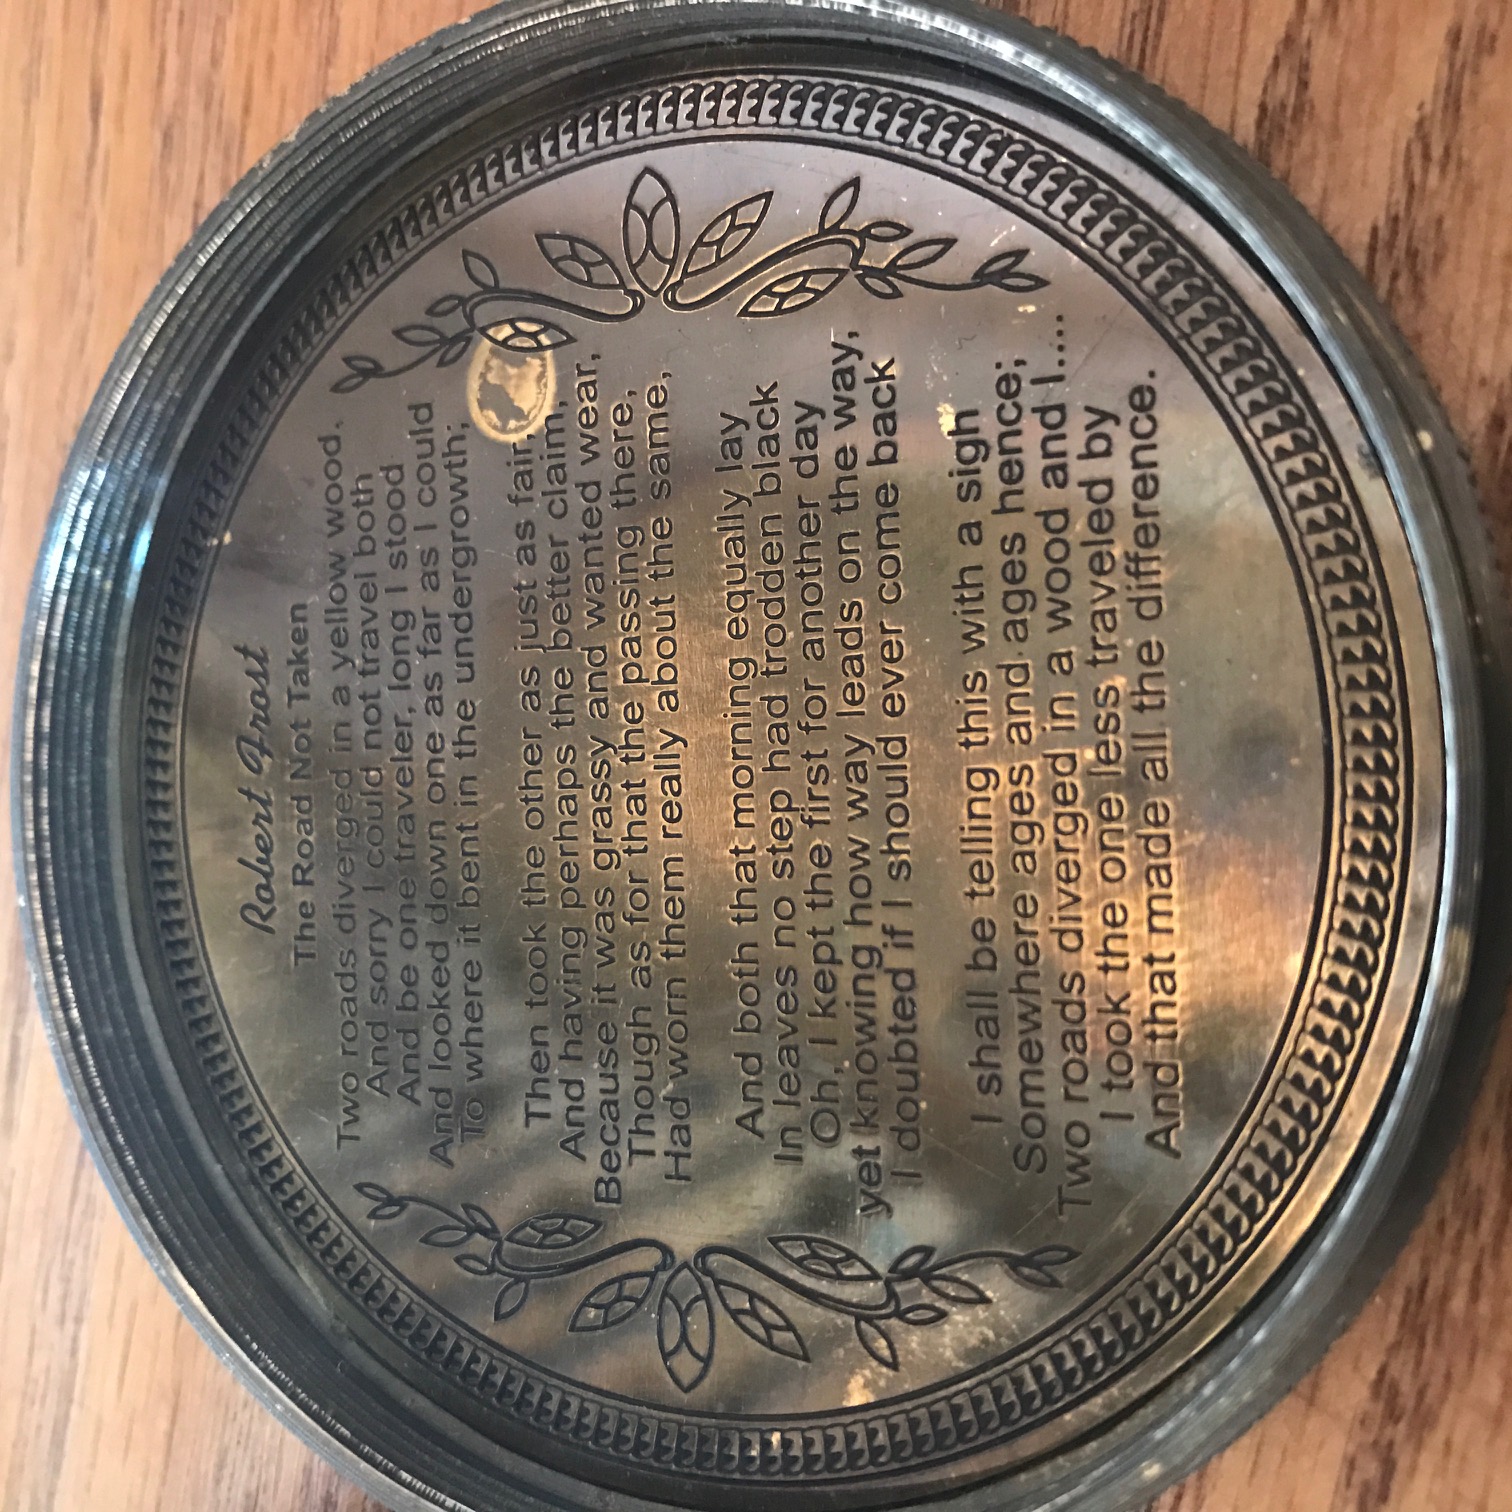 Robert Frost
The Road Not Taken
Two roads diverged in a yellow wood.
And sorry I could not travel both
And be one traveler, long I stood
And looked down one as far as I could
To where it bent in the undergrowth;
Then took the other as just as fair,
And having perhaps the better claim,
Because it was grassy and wanted wear,
Though as for that the passing there,
Had worn them really about the same,
And both that morning equally lay
In leaves no step had trodden black
Oh, I kept the first for another day
yet knowing how way leads on the way,
I doubted if I should ever come back
I shall be telling this with a sigh
Somewhere ages and ages hence;
Two roads diverged in a wood and I....
I took the one less traveled by
And that made all the difference.